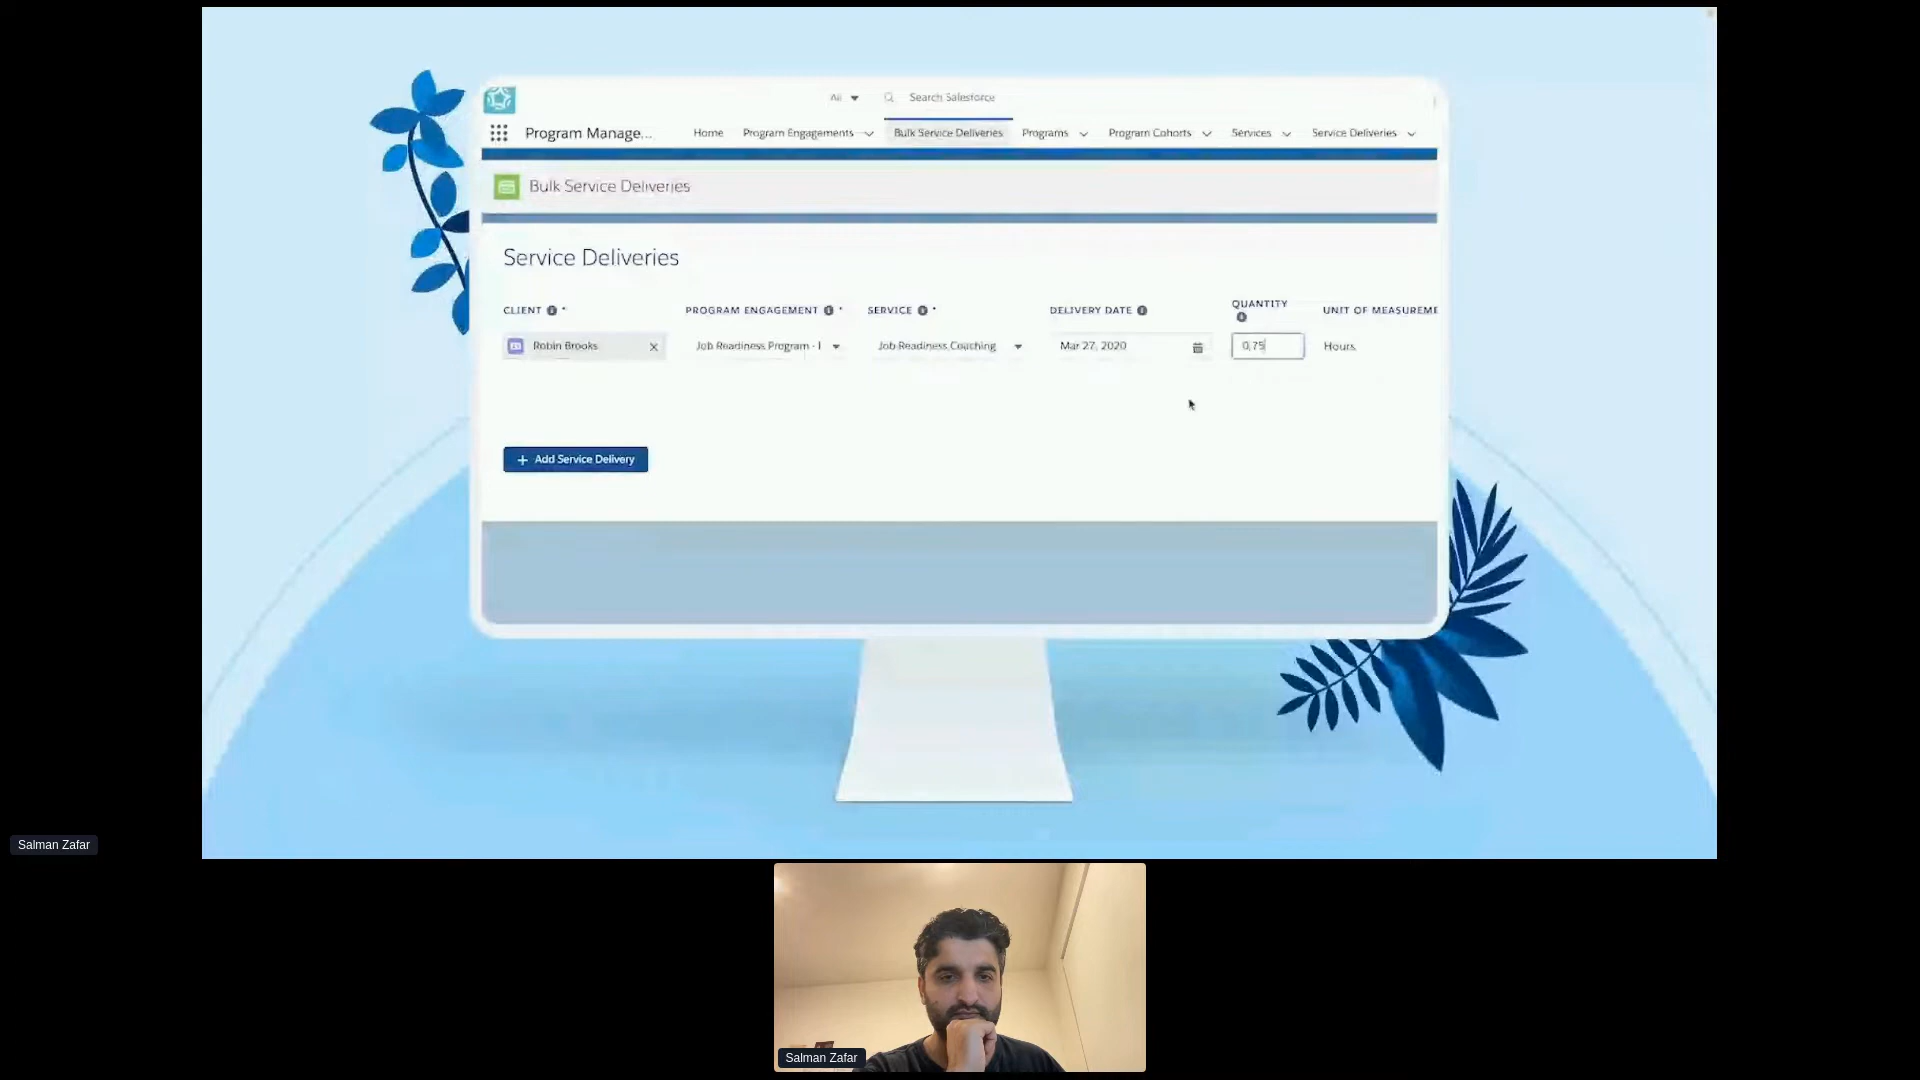 All
Search Salesforce
Program Manage...
Home
Program Engagements
Bulk Service Deliveries
Programs
Program Cohorts
Services
Service Deliveries
Bulk Service Deliveries
Service Deliveries
CLIENT *
PROGRAM ENGAGEMENT *
SERVICE *
DELIVERY DATE
QUANTITY
UNIT OF MEASUREME
Robin Brooks
Job Readiness Program - I
Job Readiness Coaching
Mar 27, 2020
0.75
Hours
+ Add Service Delivery
Salman Zafar
Salman Zafar